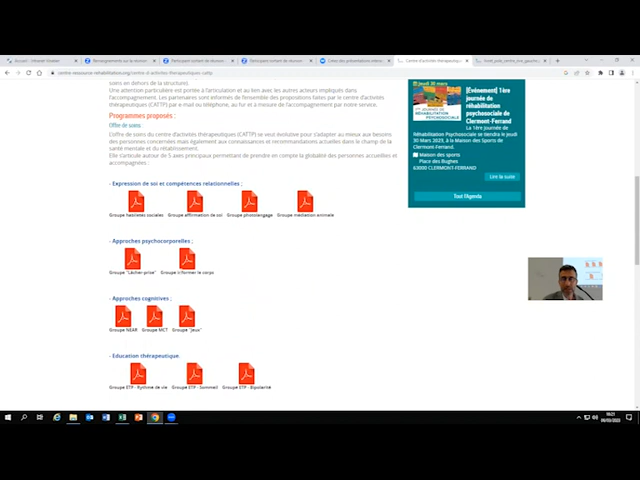 centre-ressource-rehabilitation.org/centre-d-activites-therapeutiques-cattp
soins en dehors de la structure).
Une attention particulière est portée à l'articulation et au lien avec les autres acteurs impliqués dans
l'accompagnement. Les partenaires sont informés de l'ensemble des propositions faites par le centre d'activités
thérapeutiques (CATTP) par e-mail ou téléphone, au fur et à mesure de l'accompagnement par notre service.
Programmes proposés :
Offre de soins :
L'offre de soins du centre d'activités thérapeutiques (CATTP) se veut évolutive pour s'adapter au mieux aux besoins
des personnes concernées mais également aux connaissances et recommandations actuelles dans le champ de la
santé mentale et du rétablissement.
Elle s'articule autour de 5 axes principaux permettant de prendre en compte la globalité des personnes accueillies et
accompagnées :
- Expression de soi et compétences relationnelles ;
Groupe habiletés sociales Groupe affirmation de soi Groupe photolangage Groupe médiation animale
- Approches psychocorporelles ;
Groupe "Lâcher-prise" Groupe Informer le corps
- Approches cognitives ;
Groupe NEAR Groupe MCT Groupe "Jeux"
- Education thérapeutique
Groupe ETP - Rythme de vie Groupe ETP - Sommeil Groupe ETP - Bipolarité
jeudi 30 mars
[Événement] 1ère
journée de
réhabilitation
psychosociale de
Clermont-Ferrand
La 1ère journée de
Réhabilitation Psychosociale se tiendra le jeudi
30 Mars 2023, à la Maison des Sports de
Clermont-Ferrand.
Maison des sports
Place des Bughes
63000 CLERMONT-FERRAND
Lire la suite
Tout l'Agenda